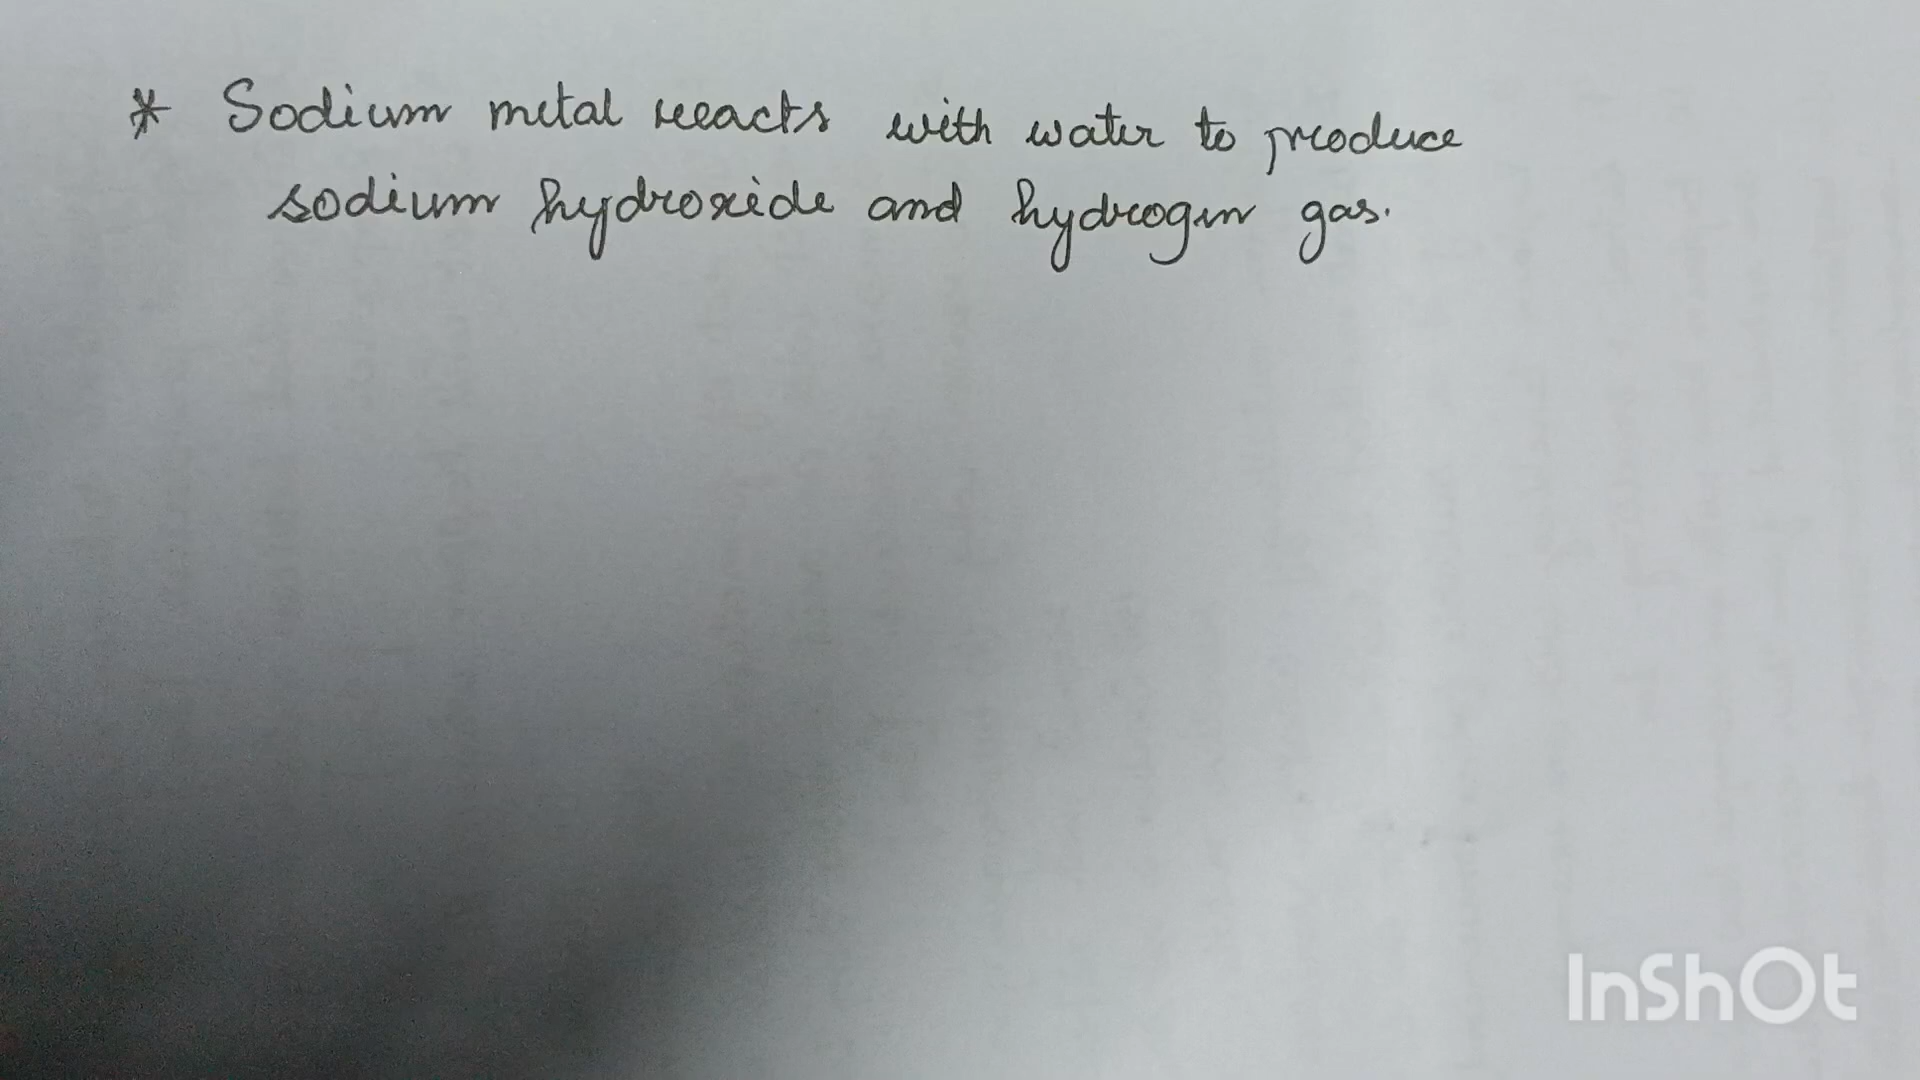 * Sodium metal reacts with water to produce
sodium hydroxide and hydrogen gas.
InShOt